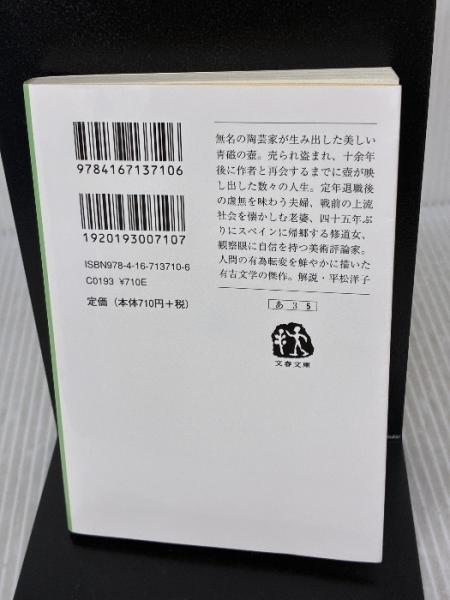 9784167137106
1920193007107
ISBN978-4-16-713710-6
C0193 ¥710E
定価（本体710円＋税）
無名の陶芸家が生み出した美しい
青磁の壺。売られ盗まれ、十余年
後に作者と再会するまでに壺が映
し出した数々の人生。定年退職後
の虚無を味わう夫婦、戦前の上流
社会を懐かしむ老婆、四十五年ぶ
りにスペインに帰郷する修道女、
観察眼に自信を持つ美術評論家。
人間の有為転変を鮮やかに描いた
有吉文学の傑作。解説・平松洋子
あ 3 5
文春文庫